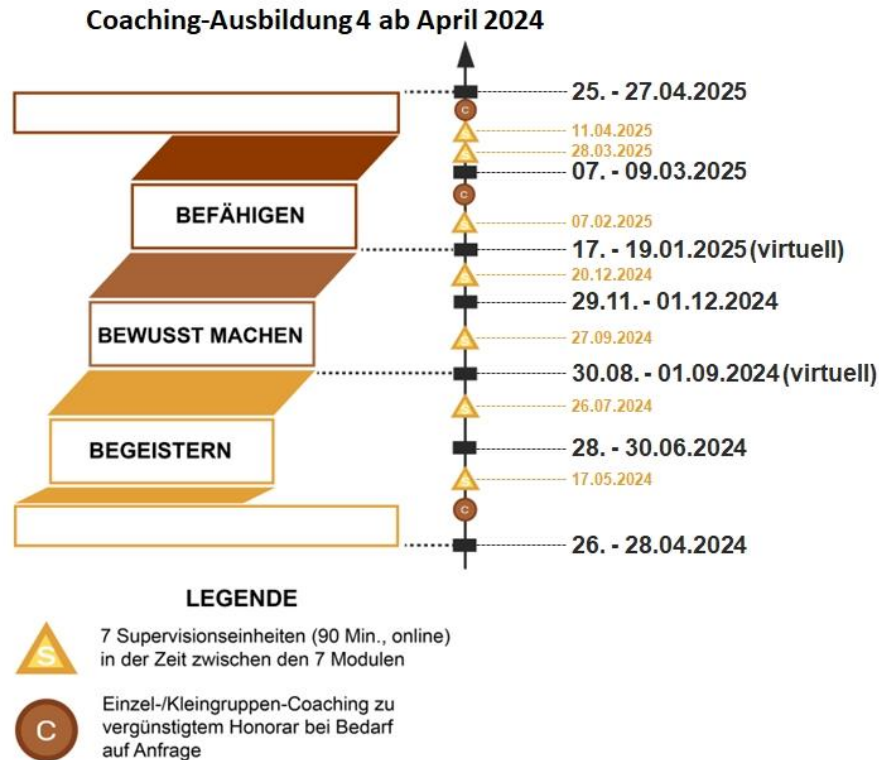 Coaching-Ausbildung 4 ab April 2024
25. - 27.04.2025
C
S
11.04.2025
S
28.03.2025
07. - 09.03.2025
C
BEFÄHIGEN
S
07.02.2025
17. - 19.01.2025 (virtuell)
S
20.12.2024
29.11. - 01.12.2024
BEWUSST MACHEN
S
27.09.2024
30.08. - 01.09.2024 (virtuell)
S
26.07.2024
BEGEISTERN
28. - 30.06.2024
S
17.05.2024
C
26. - 28.04.2024
LEGENDE
S
7 Supervisionseinheiten (90 Min., online)
in der Zeit zwischen den 7 Modulen
C
Einzel-/Kleingruppen-Coaching zu
vergünstigtem Honorar bei Bedarf
auf Anfrage